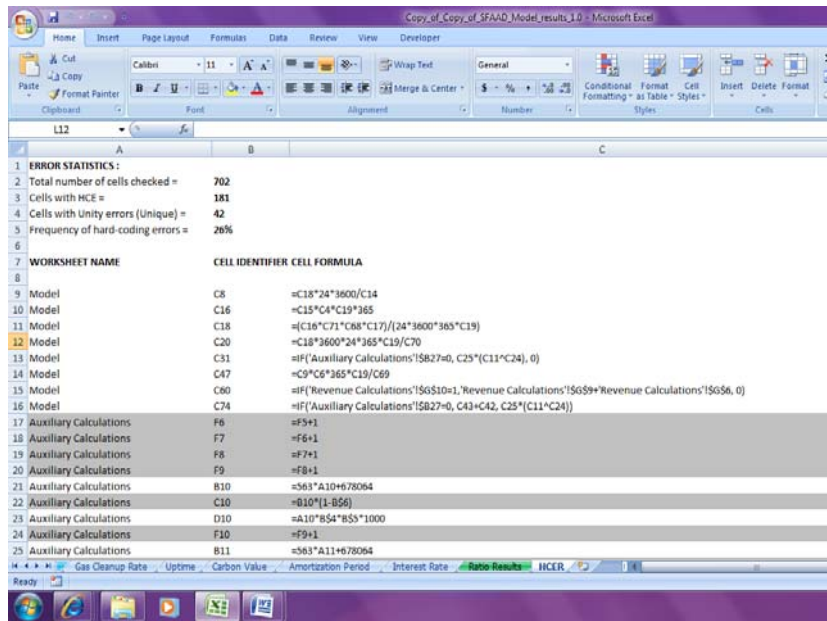 Copy_of_Copy_of_SFAAD_Model_results_1.0 - Microsoft Excel
Home Insert Page Layout Formulas Data Review View Developer
Paste
Cut
Copy
Format Painter
Clipboard
Calibri 11
B I U
Font
Wrap Text
Merge & Center
Alignment
General
$ % ,
Number
Conditional Formatting
Format as Table
Cell Styles
Styles
Insert Delete Format
Cells
L12 fx
A B C
1 ERROR STATISTICS :
2 Total number of cells checked = 702
3 Cells with HCE = 181
4 Cells with Unity errors (Unique) = 42
5 Frequency of hard-coding errors = 26%
6
7 WORKSHEET NAME CELL IDENTIFIER CELL FORMULA
8
9 Model C8 =C18*24*3600/C14
10 Model C16 =C15*C4*C19*365
11 Model C18 =(C16*C71*C68*C17)/(24*3600*365*C19)
12 Model C20 =C18*3600*24*365*C19/C70
13 Model C31 =IF('Auxiliary Calculations'!$B27=0, C25*(C11^C24), 0)
14 Model C47 =C9*C6*365*C19/C69
15 Model C60 =IF('Revenue Calculations'!$G$10=1,'Revenue Calculations'!$G$9+'Revenue Calculations'!$G$6, 0)
16 Model C74 =IF('Auxiliary Calculations'!$B27=0, C43+C42, C25*(C11^C24))
17 Auxiliary Calculations F6 =F5+1
18 Auxiliary Calculations F7 =F6+1
19 Auxiliary Calculations F8 =F7+1
20 Auxiliary Calculations F9 =F8+1
21 Auxiliary Calculations B10 =563*A10+678064
22 Auxiliary Calculations C10 =B10*(1-B$6)
23 Auxiliary Calculations D10 =A10*B$4*B$5*1000
24 Auxiliary Calculations F10 =F9+1
25 Auxiliary Calculations B11 =563*A11+678064
Gas Cleanup Rate Uptime Carbon Value Amortization Period Interest Rate Ratio Results HCER
Ready